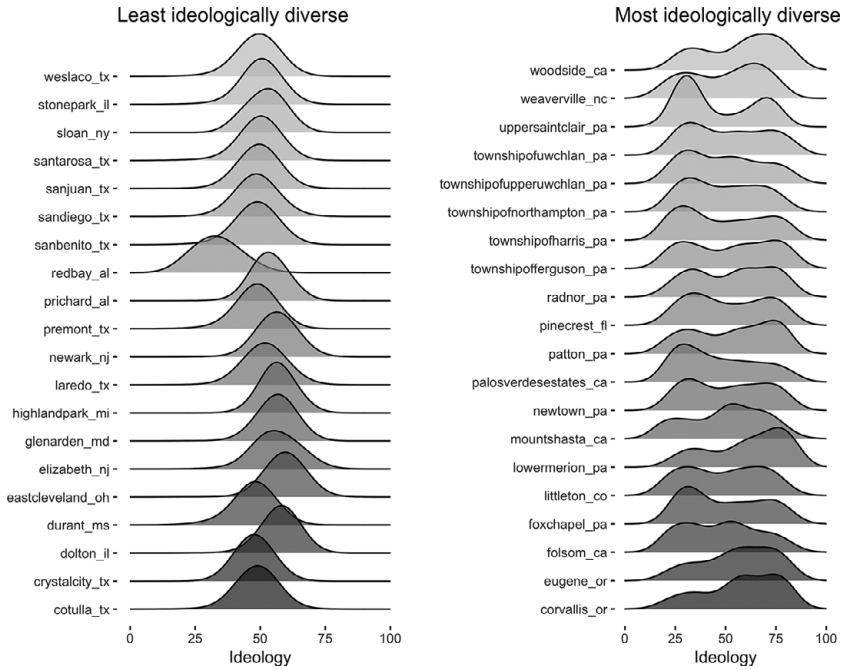 Least ideologically diverse
weslaco_tx
stonepark_il
sloan_ny
santarosa_tx
sanjuan_tx
sandiego_tx
sanbenito_tx
redbay_al
prichard_al
premont_tx
newark_nj
laredo_tx
highlandpark_mi
glenarden_md
elizabeth_nj
eastcleveland_oh
durant_ms
dolton_il
crystalcity_tx
cotulla_tx
0 25 50 75 100
Ideology
Most ideologically diverse
woodside_ca
weaverville_nc
uppersaintclair_pa
townshipofuwchlan_pa
townshipofupperuwchlan_pa
townshipofnorthampton_pa
townshipofharris_pa
townshipofferguson_pa
radnor_pa
pinecrest_fl
patton_pa
palosverdesestates_ca
newtown_pa
mountshasta_ca
lowermerion_pa
littleton_co
foxchapel_pa
folsom_ca
eugene_or
corvallis_or
0 25 50 75 100
Ideology